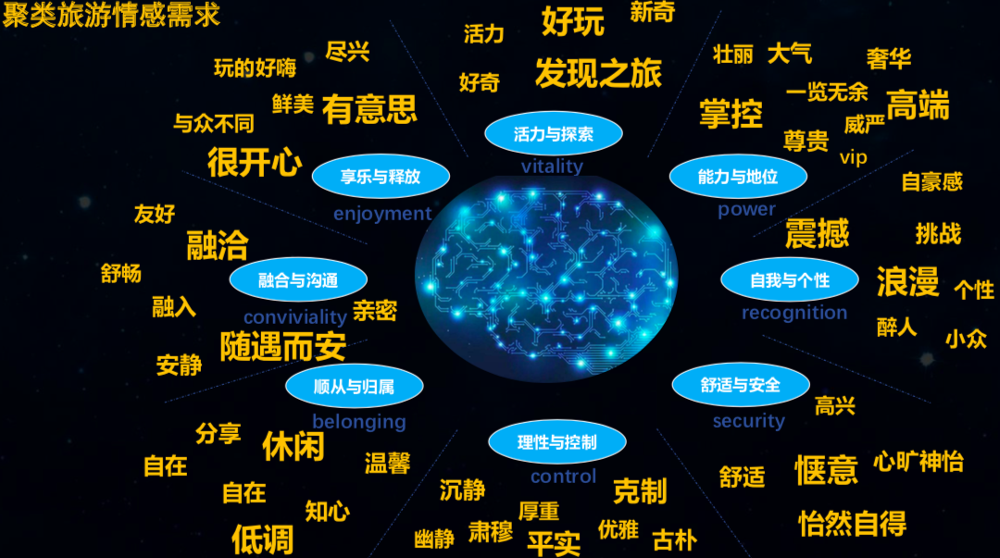 聚类旅游情感需求
活力
好玩
新奇
好奇
发现之旅
活力与探索
vitality
壮丽
大气
奢华
一览无余
高端
掌控
威严
尊贵
vip
能力与地位
power
自豪感
震撼
挑战
浪漫
个性
醉人
小众
自我与个性
recognition
舒适与安全
security
高兴
舒适
惬意
心旷神怡
怡然自得
理性与控制
control
沉静
克制
厚重
幽静
肃穆
平实
优雅
古朴
顺从与归属
belonging
分享
休闲
自在
温馨
自在
知心
低调
友好
融洽
舒畅
融合与沟通
融入
conviviality
亲密
随遇而安
安静
尽兴
玩的好嗨
鲜美
有意思
与众不同
很开心
享乐与释放
enjoyment